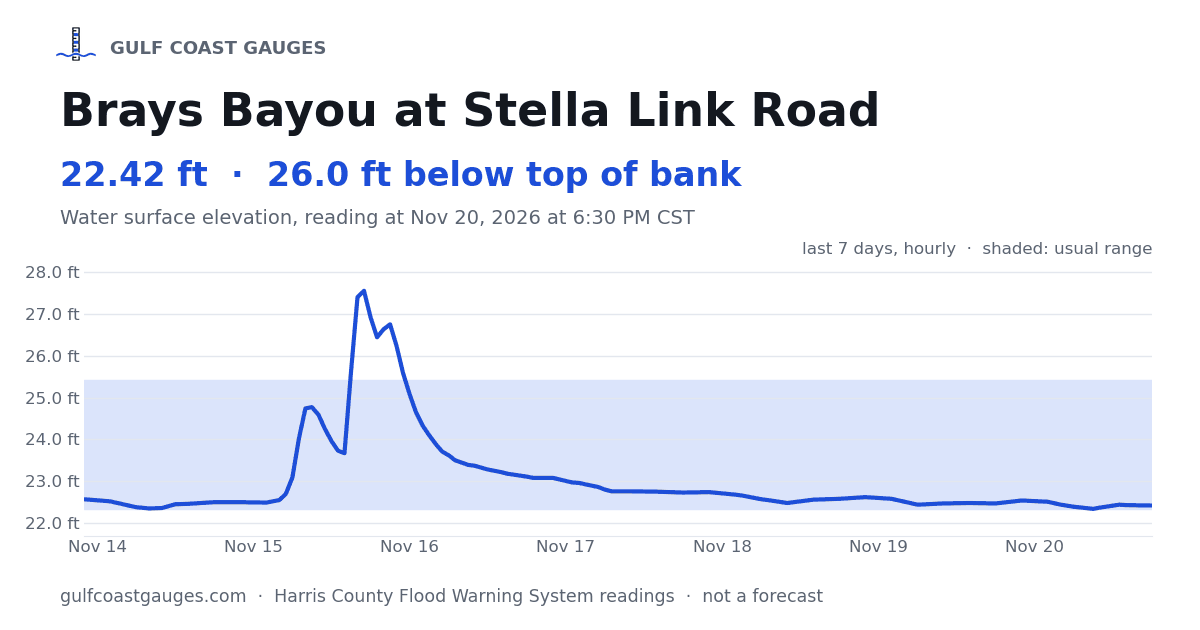 GULF COAST GAUGES
Brays Bayou at Stella Link Road
22.42 ft · 26.0 ft below top of bank
Water surface elevation, reading at Nov 20, 2026 at 6:30 PM CST
last 7 days, hourly · shaded: usual range
28.0 ft
27.0 ft
26.0 ft
25.0 ft
24.0 ft
23.0 ft
22.0 ft
Nov 14 Nov 15 Nov 16 Nov 17 Nov 18 Nov 19 Nov 20
gulfcoastgauges.com · Harris County Flood Warning System readings · not a forecast